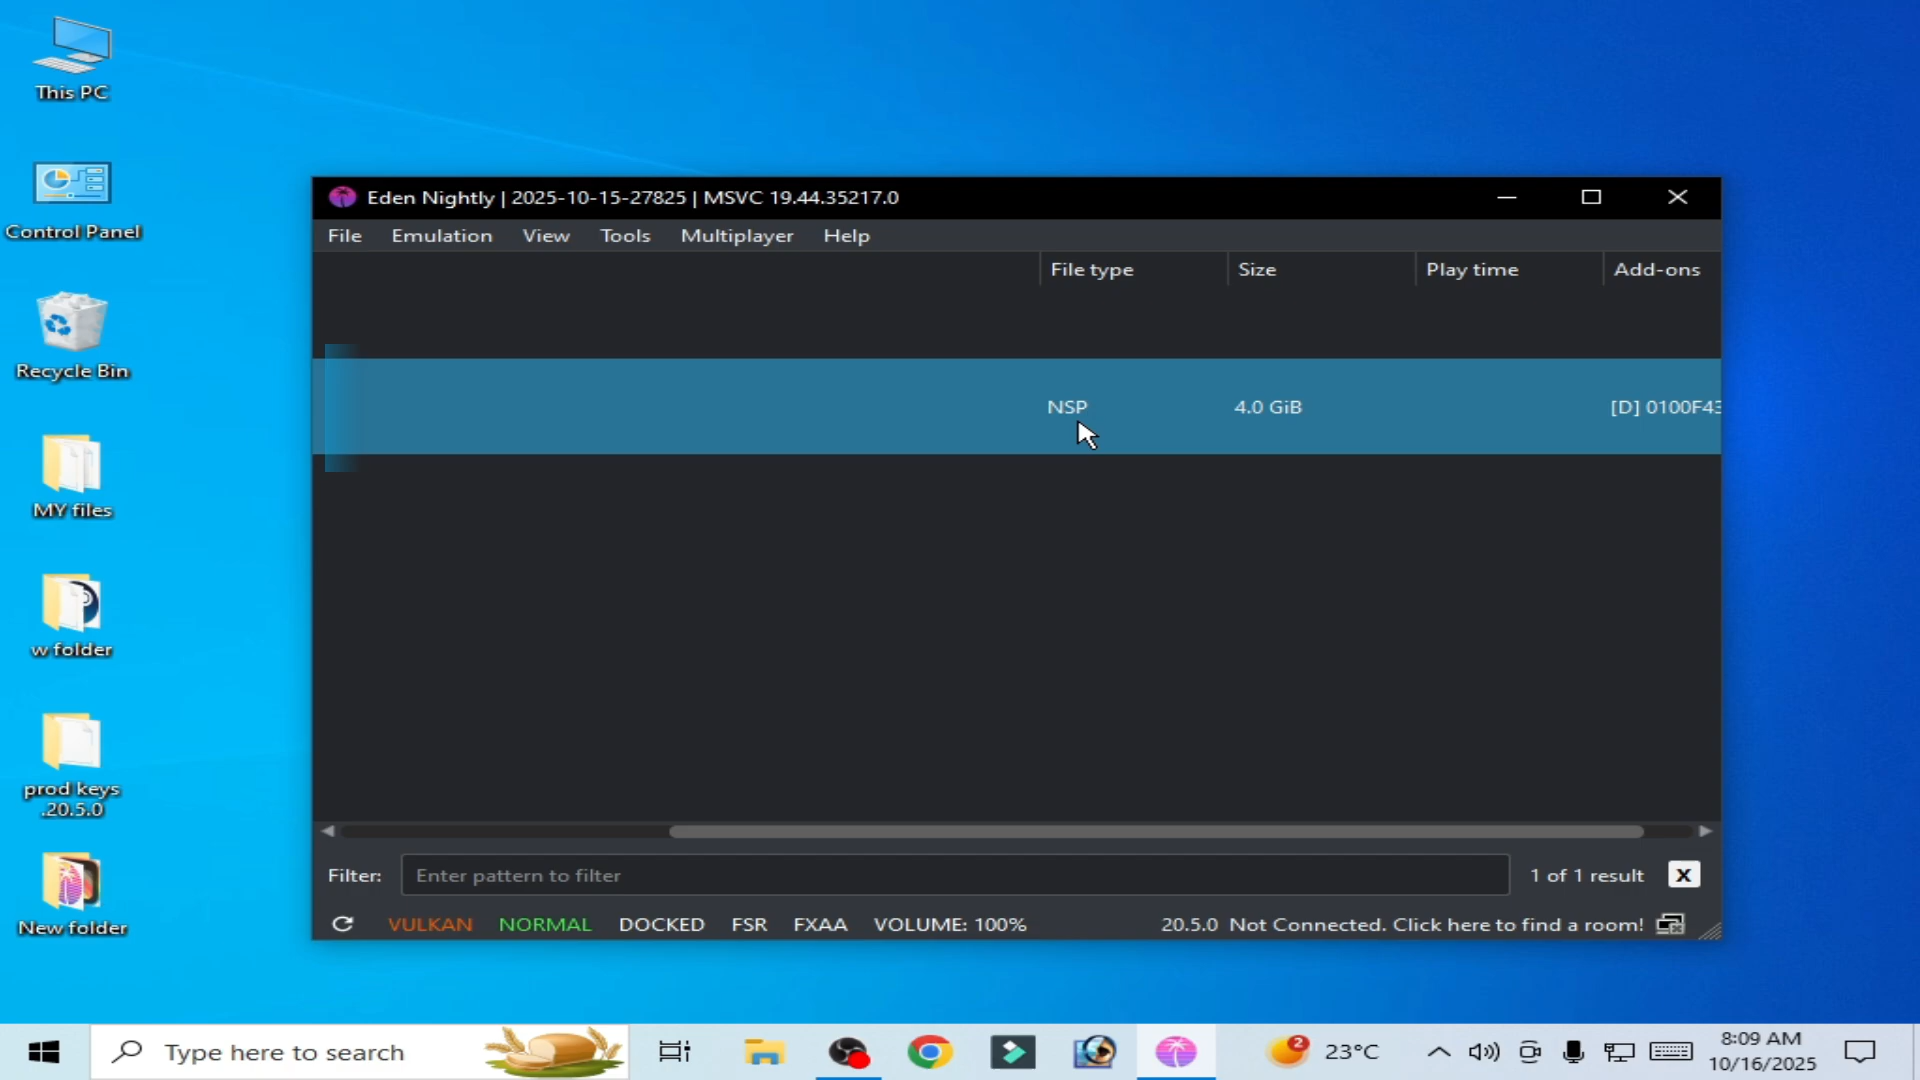 This PC
Control Panel
Recycle Bin
MY files
w folder
prod keys
.20.5.0
New folder
Eden Nightly | 2025-10-15-27825 | MSVC 19.44.35217.0
File Emulation View Tools Multiplayer Help
File type Size Play time Add-ons
NSP 4.0 GiB [D] 0100F43
Filter: Enter pattern to filter 1 of 1 result X
VULKAN NORMAL DOCKED FSR FXAA VOLUME: 100% 20.5.0 Not Connected. Click here to find a room!
Type here to search
2 23°C
8:09 AM
10/16/2025